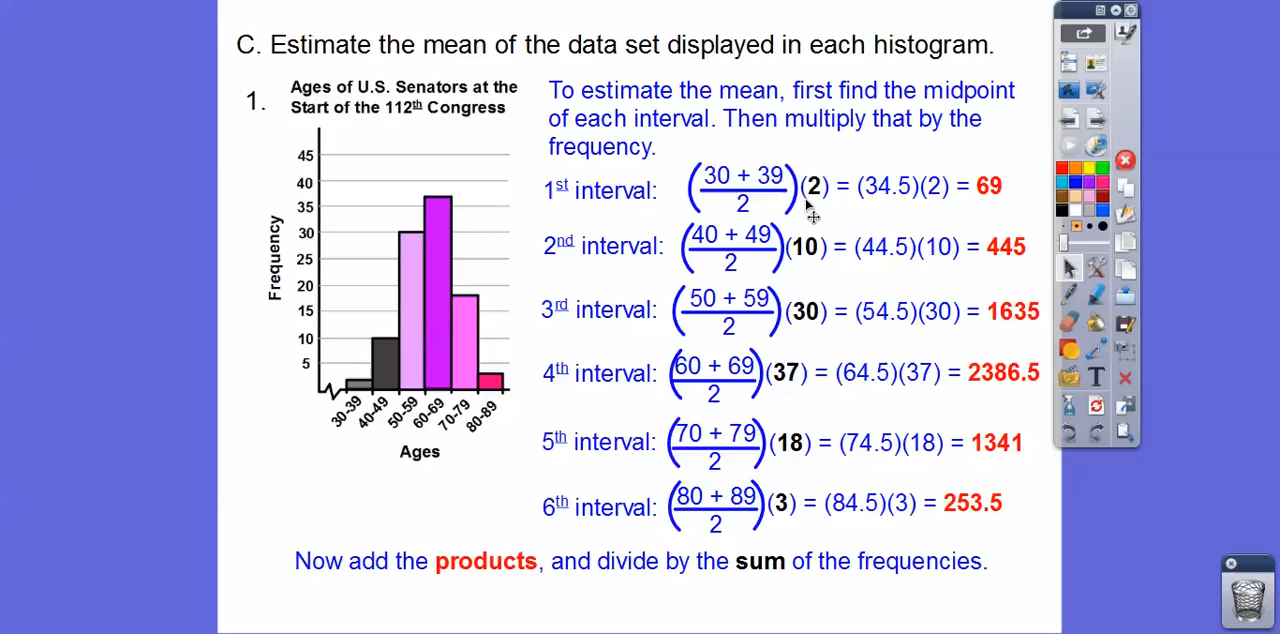 C. Estimate the mean of the data set displayed in each histogram.
1.
Ages of U.S. Senators at the
Start of the 112th Congress
45
40
35
30
25
20
15
10
5
Frequency
30-39
40-49
50-59
60-69
70-79
80-89
Ages
To estimate the mean, first find the midpoint
of each interval. Then multiply that by the
frequency.
1st interval: (30 + 39 / 2)(2) = (34.5)(2) = 69
2nd interval: (40 + 49 / 2)(10) = (44.5)(10) = 445
3rd interval: (50 + 59 / 2)(30) = (54.5)(30) = 1635
4th interval: (60 + 69 / 2)(37) = (64.5)(37) = 2386.5
5th interval: (70 + 79 / 2)(18) = (74.5)(18) = 1341
6th interval: (80 + 89 / 2)(3) = (84.5)(3) = 253.5
Now add the products, and divide by the sum of the frequencies.